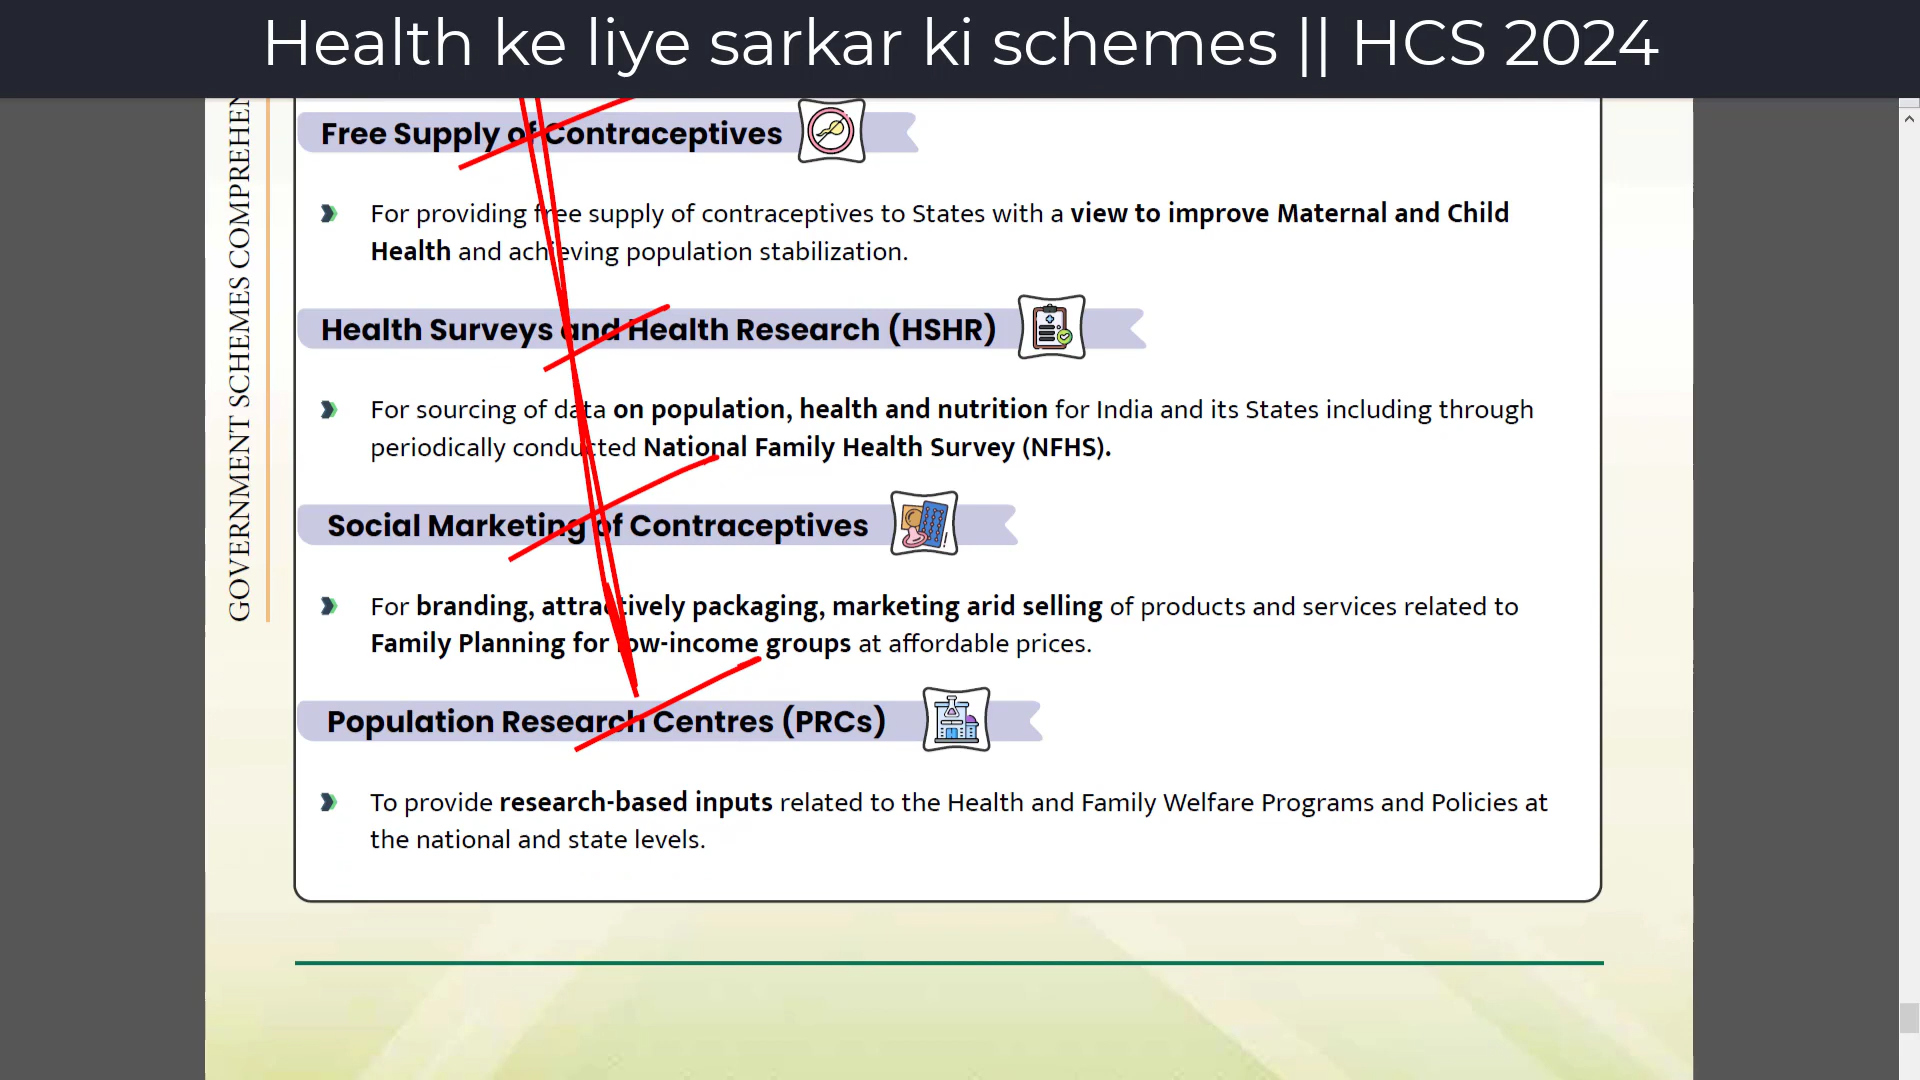 Health ke liye sarkar ki schemes || HCS 2024
GOVERNMENT SCHEMES COMPREHEN
Free Supply of Contraceptives
For providing free supply of contraceptives to States with a view to improve Maternal and Child
Health and achieving population stabilization.
Health Surveys and Health Research (HSHR)
For sourcing of data on population, health and nutrition for India and its States including through
periodically conducted National Family Health Survey (NFHS).
Social Marketing of Contraceptives
For branding, attractively packaging, marketing arid selling of products and services related to
Family Planning for low-income groups at affordable prices.
Population Research Centres (PRCs)
To provide research-based inputs related to the Health and Family Welfare Programs and Policies at
the national and state levels.